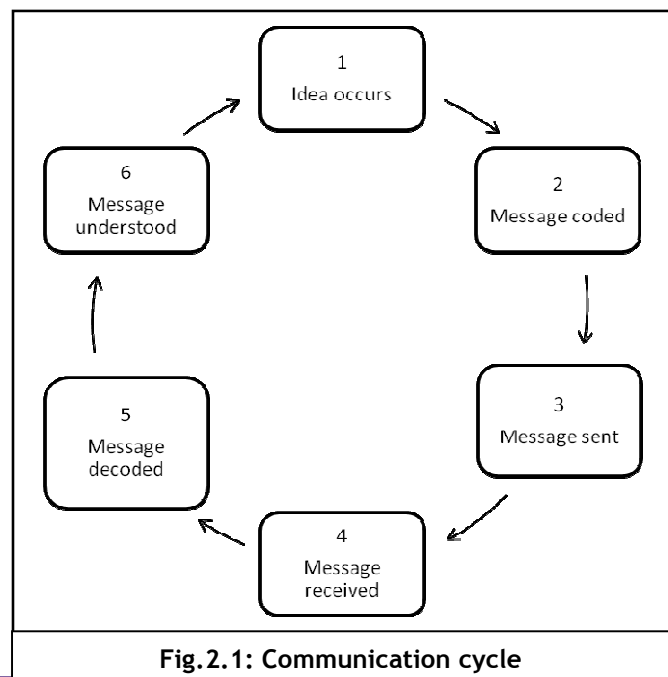 1
Idea occurs
2
Message coded
3
Message sent
4
Message
received
5
Message
decoded
6
Message
understood
Fig.2.1: Communication cycle